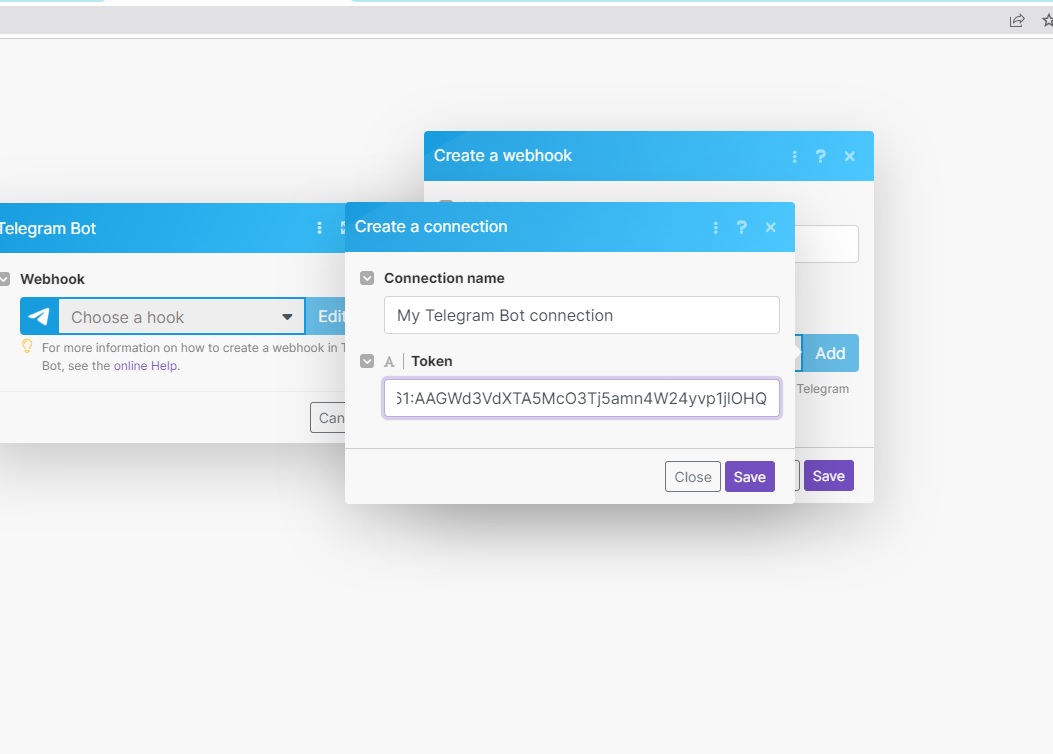 Create a webhook
Telegram Bot
Webhook
Choose a hook
Edit
For more information on how to create a webhook in T
Bot, see the online Help.
Can
Create a connection
Connection name
My Telegram Bot connection
A
Token
61:AAGWd3VdXTA5McO3Tj5amn4W24yvp1jlOHQ
Close
Save
Add
Telegram
Save